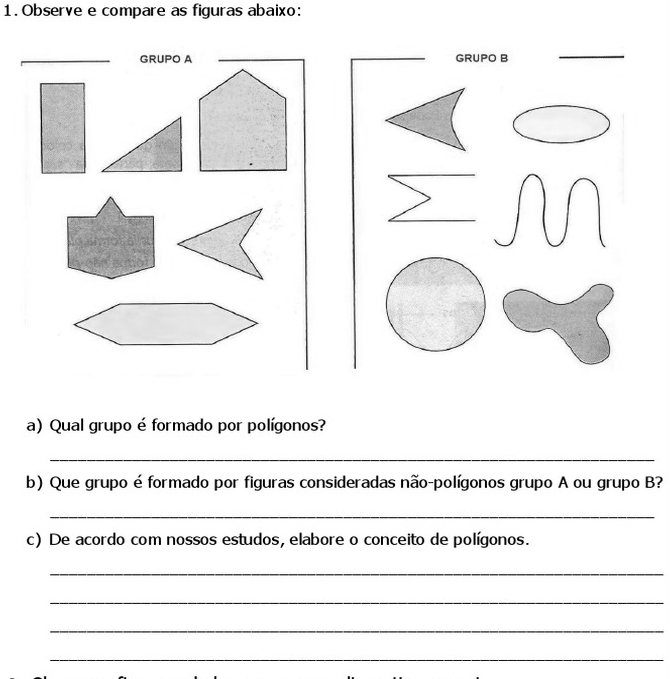 1. Observe e compare as figuras abaixo:
GRUPO A
GRUPO B
a) Qual grupo é formado por polígonos?
b) Que grupo é formado por figuras consideradas não-polígonos grupo A ou grupo B?
c) De acordo com nossos estudos, elabore o conceito de polígonos.